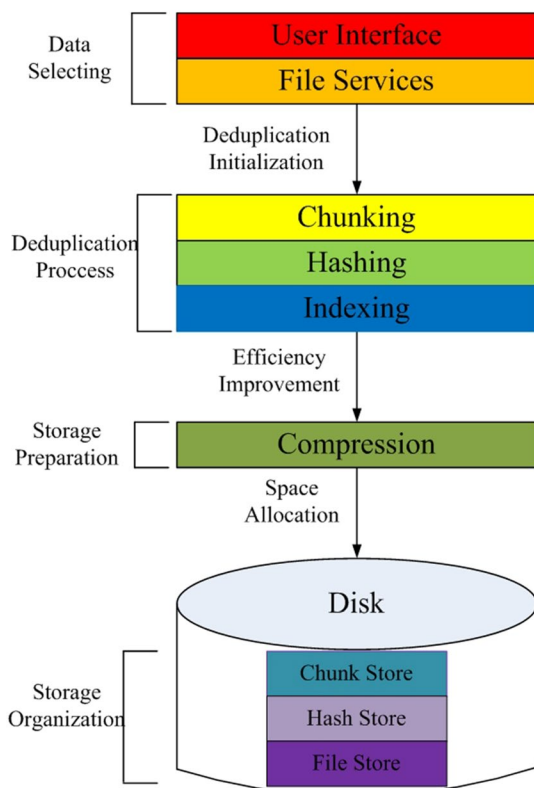 Data
Selecting
User Interface
File Services
Deduplication
Initialization
Deduplication
Proccess
Chunking
Hashing
Indexing
Efficiency
Improvement
Storage
Preparation
Compression
Space
Allocation
Disk
Storage
Organization
Chunk Store
Hash Store
File Store